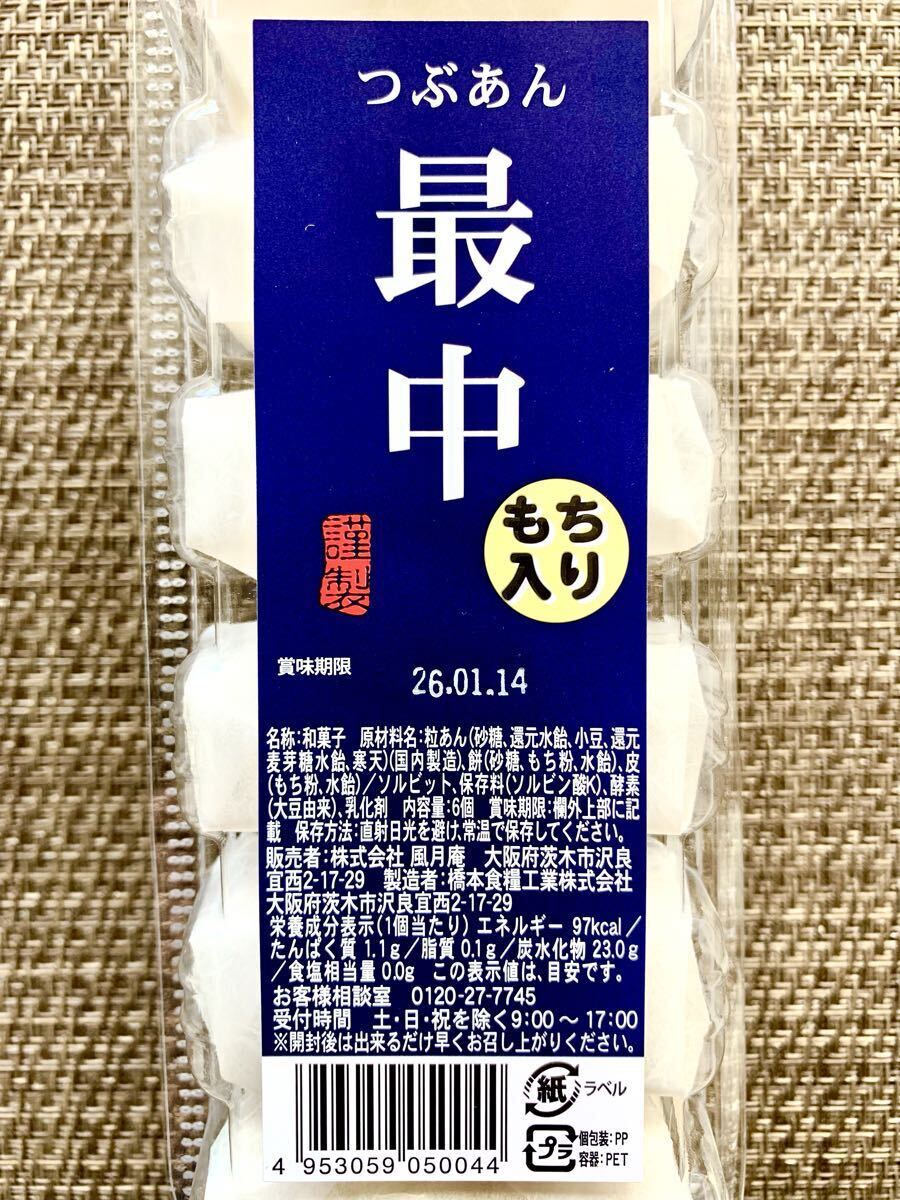 つぶあん
最中
もち
入り
謹製
賞味期限
26.01.14
名称:和菓子 原材料名:粒あん(砂糖、還元水飴、小豆、還元
麦芽糖水飴、寒天)(国内製造)、餅(砂糖、もち粉、水飴)、皮
(もち粉、水飴)/ソルビット、保存料(ソルビン酸K)、酵素
(大豆由来)、乳化剤 内容量:6個 賞味期限:欄外上部に記
載 保存方法:直射日光を避け、常温で保存してください。
販売者:株式会社 風月庵 大阪府茨木市沢良
宜西2-17-29 製造者:橋本食糧工業株式会社
大阪府茨木市沢良宜西2-17-29
栄養成分表示(1個当たり) エネルギー 97kcal/
たんぱく質 1.1g/脂質 0.1g/炭水化物 23.0g
/食塩相当量 0.0g この表示値は、目安です。
お客様相談室 0120-27-7745
受付時間 土・日・祝を除く9:00〜17:00
※開封後は出来るだけ早くお召し上がりください。
紙 ラベル
プラ 個包装:PP
容器:PET
4 953059 050044